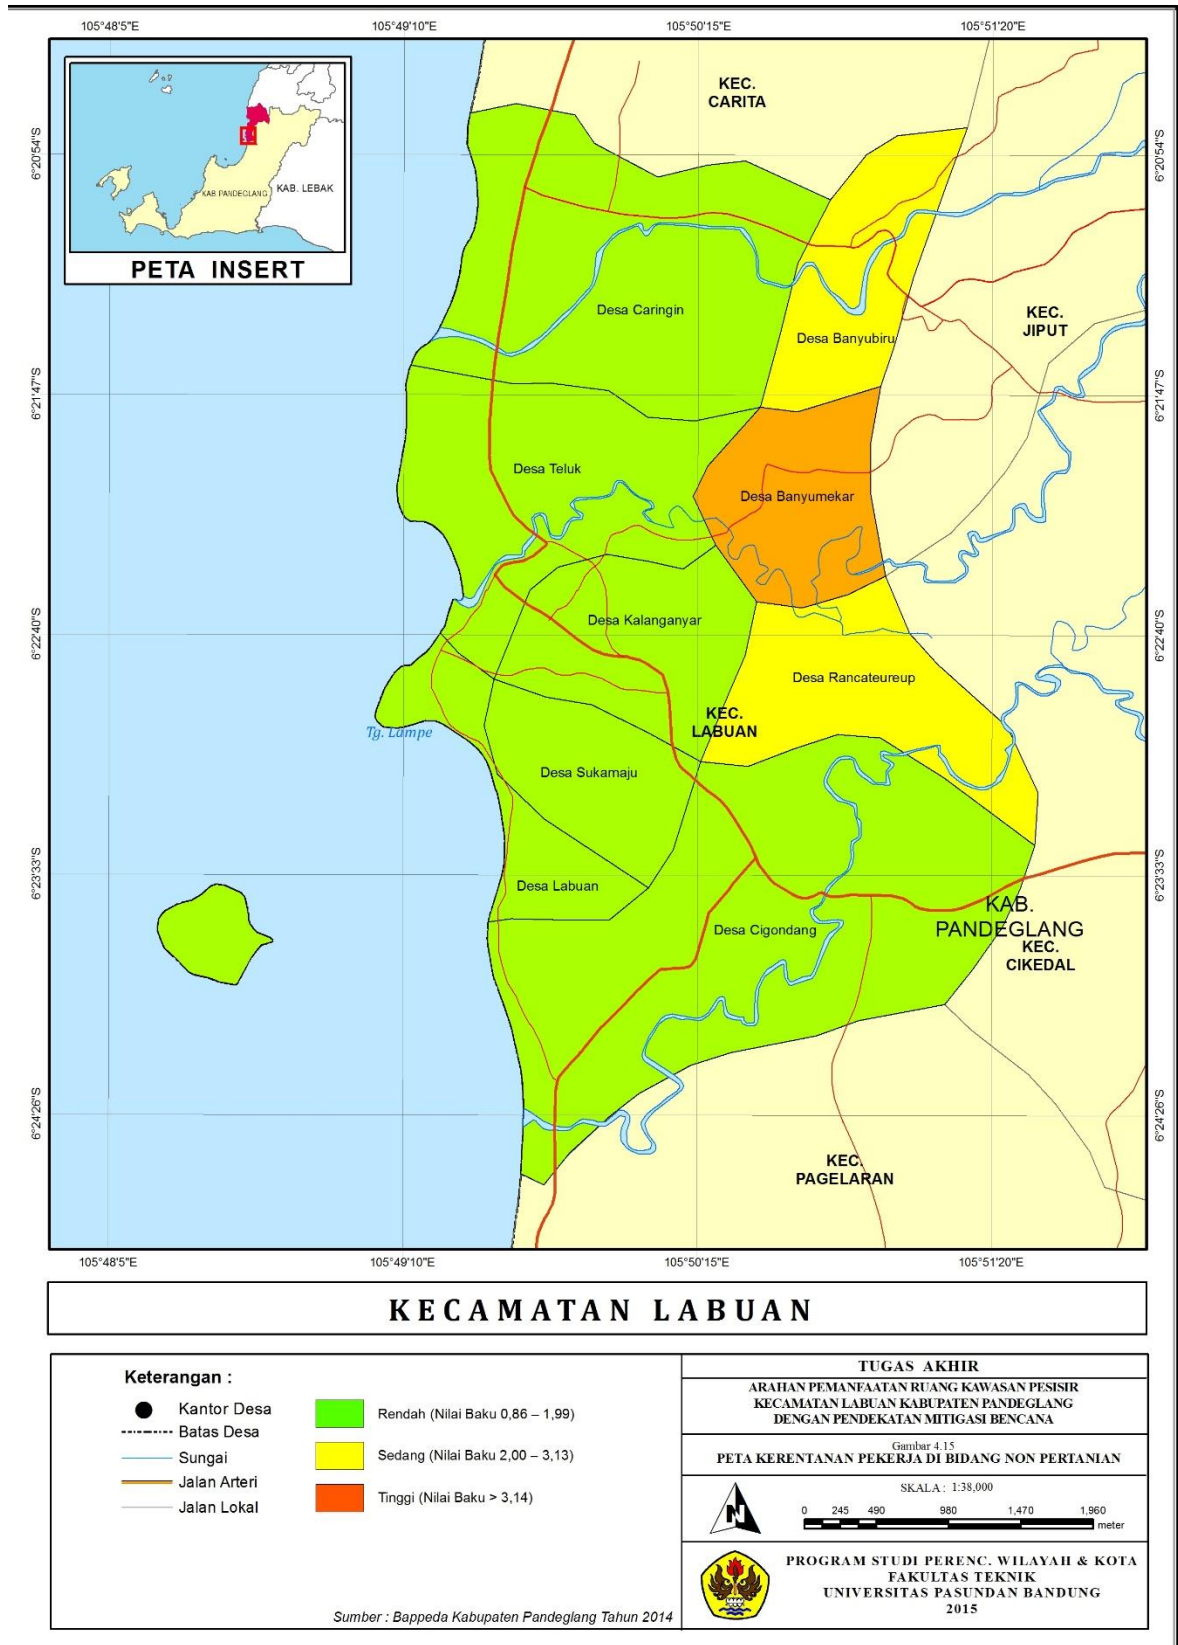 105°48'5"E
105°49'10"E
105°50'15"E
105°51'20"E
6°20'54"S
6°20'54"S
6°21'47"S
6°21'47"S
6°22'40"S
6°22'40"S
6°23'33"S
6°23'33"S
6°24'26"S
6°24'26"S
KAB. PANDEGLANG
KAB. LEBAK
PETA INSERT
KEC.
CARITA
KEC.
JIPUT
Desa Caringin
Desa Banyubiru
Desa Teluk
Desa Banyumekar
Desa Kalanganyar
Desa Rancateureup
KEC.
LABUAN
Tg. Lampe
Desa Sukamaju
Desa Labuan
Desa Cigondang
KAB.
PANDEGLANG
KEC.
CIKEDAL
KEC.
PAGELARAN
105°48'5"E
105°49'10"E
105°50'15"E
105°51'20"E
KECAMATAN LABUAN
Keterangan :
Kantor Desa
Batas Desa
Sungai
Jalan Arteri
Jalan Lokal
Rendah (Nilai Baku 0,86 – 1,99)
Sedang (Nilai Baku 2,00 – 3,13)
Tinggi (Nilai Baku > 3,14)
Sumber : Bappeda Kabupaten Pandeglang Tahun 2014
TUGAS AKHIR
ARAHAN PEMANFAATAN RUANG KAWASAN PESISIR
KECAMATAN LABUAN KABUPATEN PANDEGLANG
DENGAN PENDEKATAN MITIGASI BENCANA
Gambar 4.15
PETA KERENTANAN PEKERJA DI BIDANG NON PERTANIAN
SKALA : 1:38,000
N
0 245 490 980 1,470 1,960
meter
PROGRAM STUDI PERENC. WILAYAH & KOTA
FAKULTAS TEKNIK
UNIVERSITAS PASUNDAN BANDUNG
2015